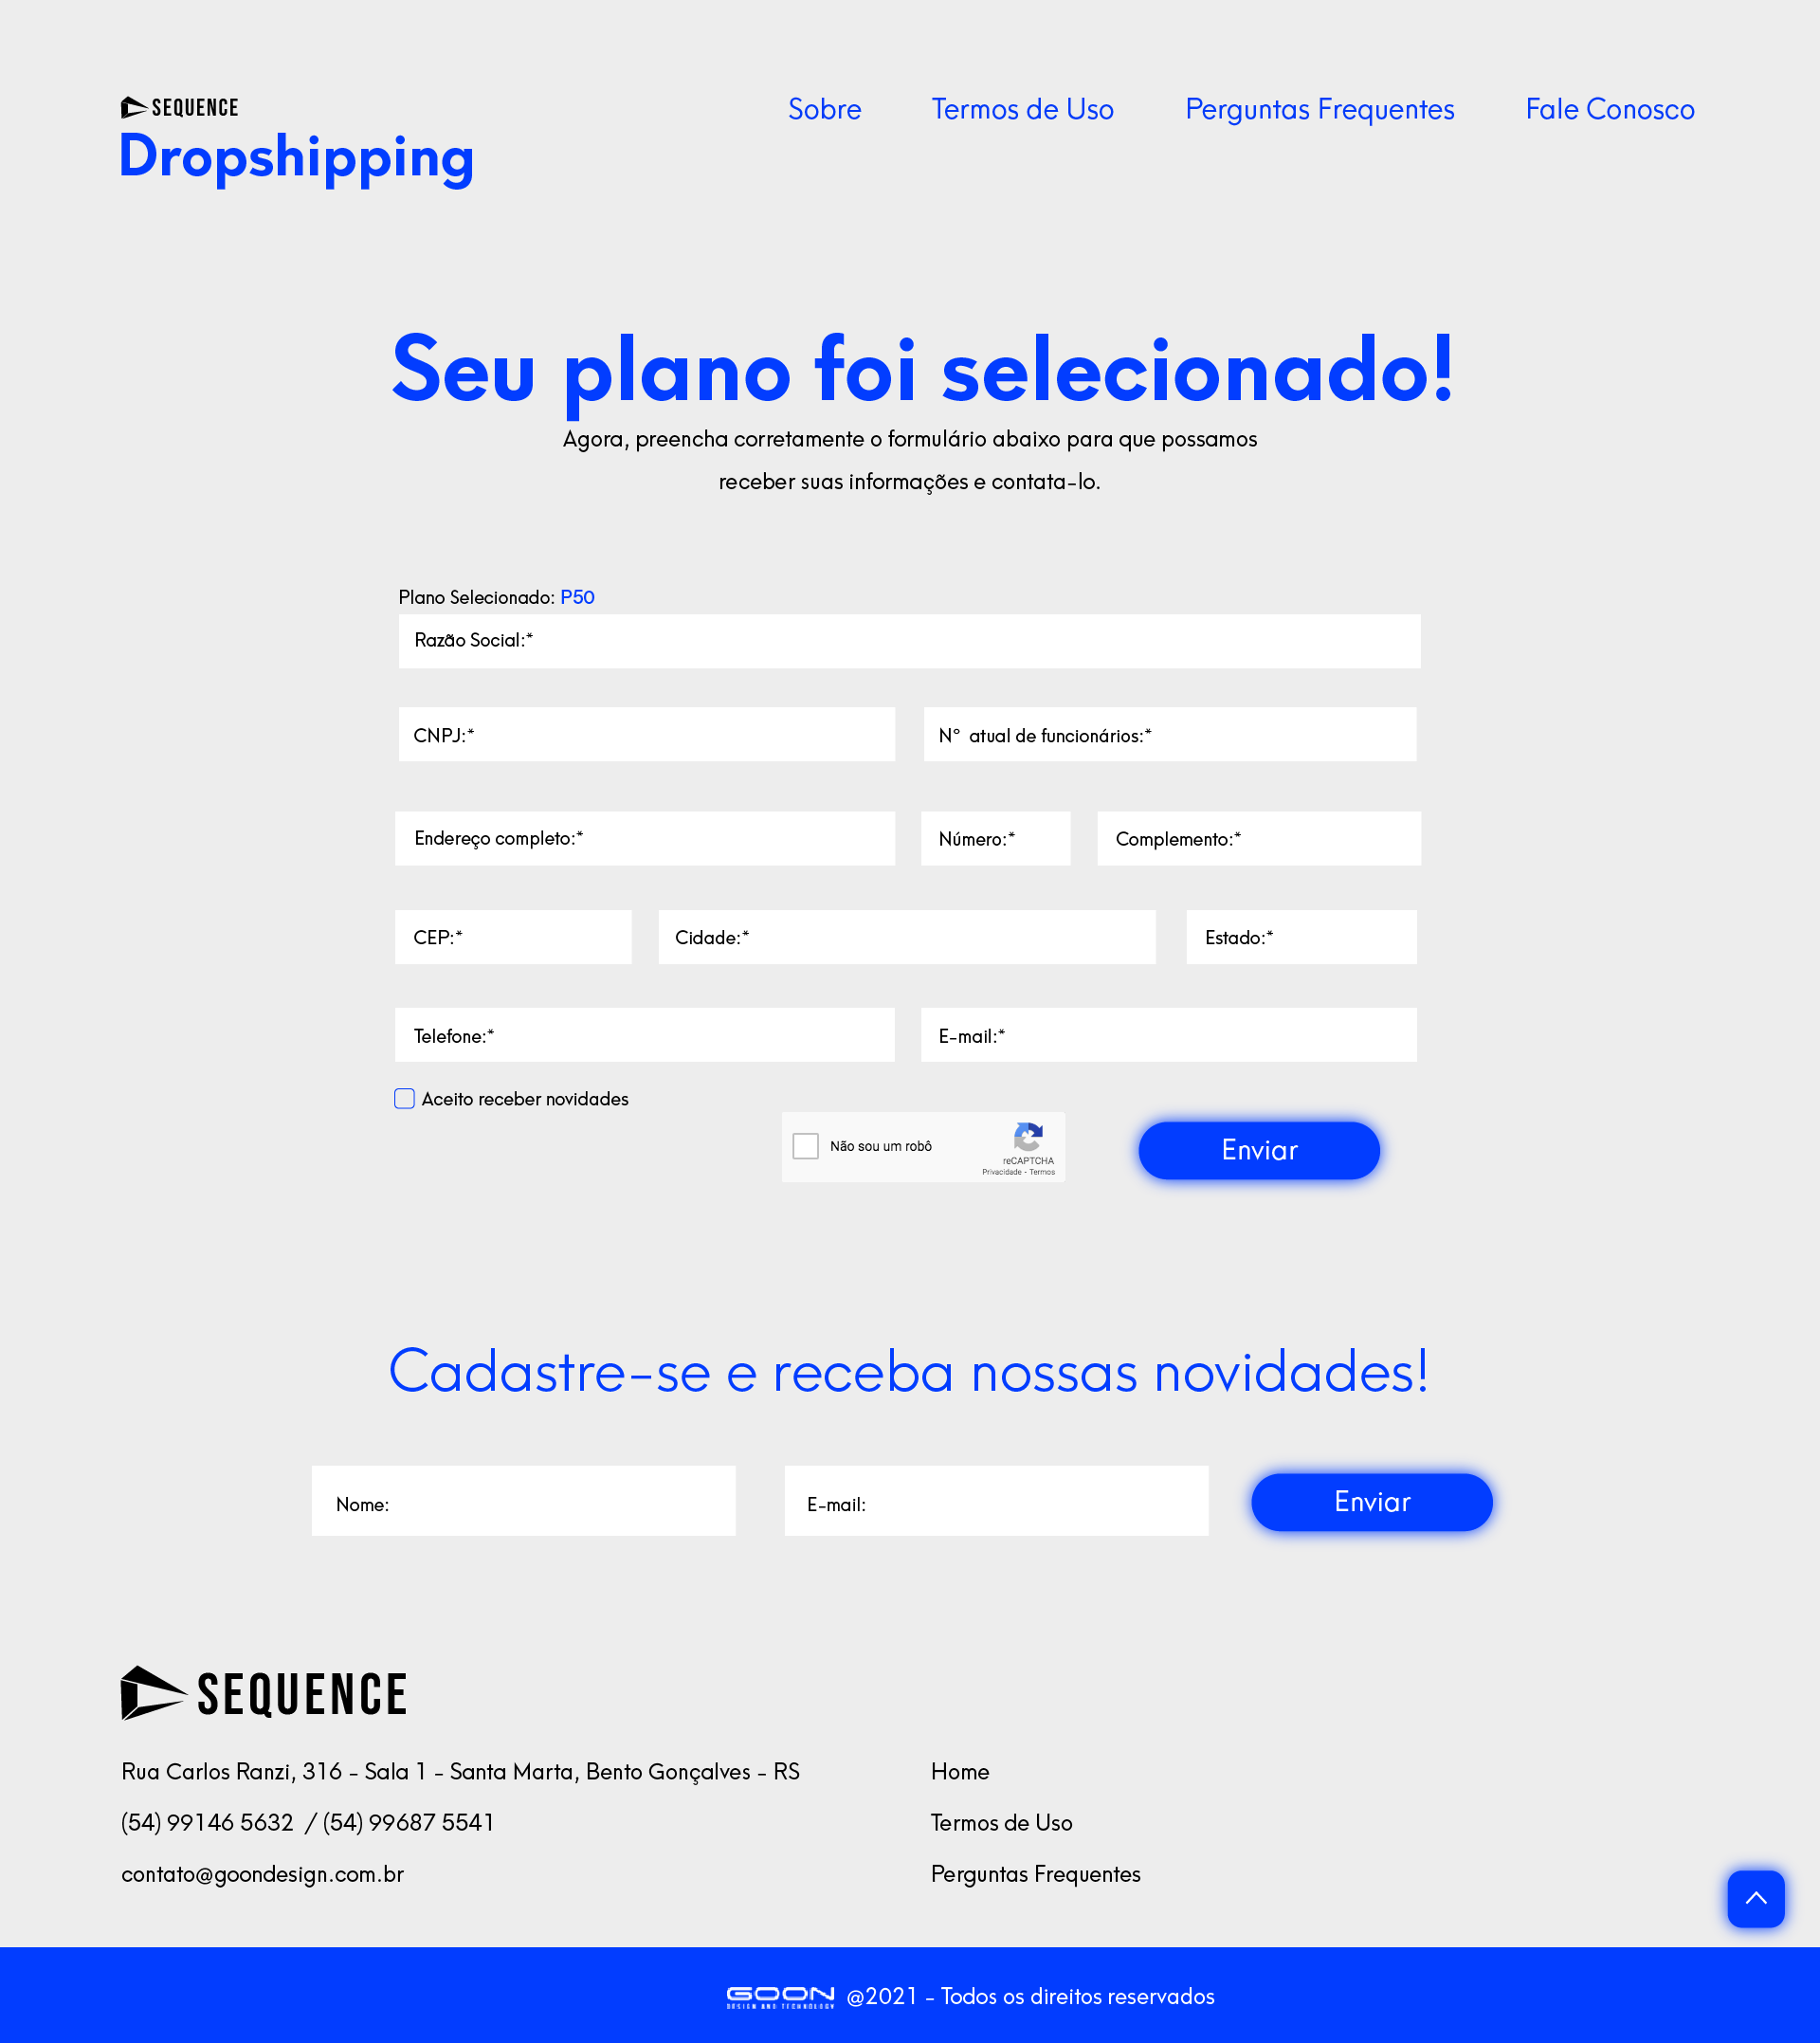 SEQUENCE
Dropshipping
Sobre Termos de Uso Perguntas Frequentes Fale Conosco
Seu plano foi selecionado!
Agora, preencha corretamente o formulário abaixo para que possamos
receber suas informações e contata-lo.
Plano Selecionado: P50
Razão Social:*
CNPJ:* Nº atual de funcionários:*
Endereço completo:* Número:* Complemento:*
CEP:* Cidade:* Estado:*
Telefone:* E-mail:*
Aceito receber novidades
Não sou um robô
reCAPTCHA
Privacidade - Termos
Enviar
Cadastre-se e receba nossas novidades!
Nome: E-mail: Enviar
SEQUENCE
Rua Carlos Ranzi, 316 - Sala 1 - Santa Marta, Bento Gonçalves - RS
(54) 99146 5632 / (54) 99687 5541
contato@goondesign.com.br
Home
Termos de Uso
Perguntas Frequentes
GOON
DESIGN AND TECHNOLOGY
@2021 - Todos os direitos reservados